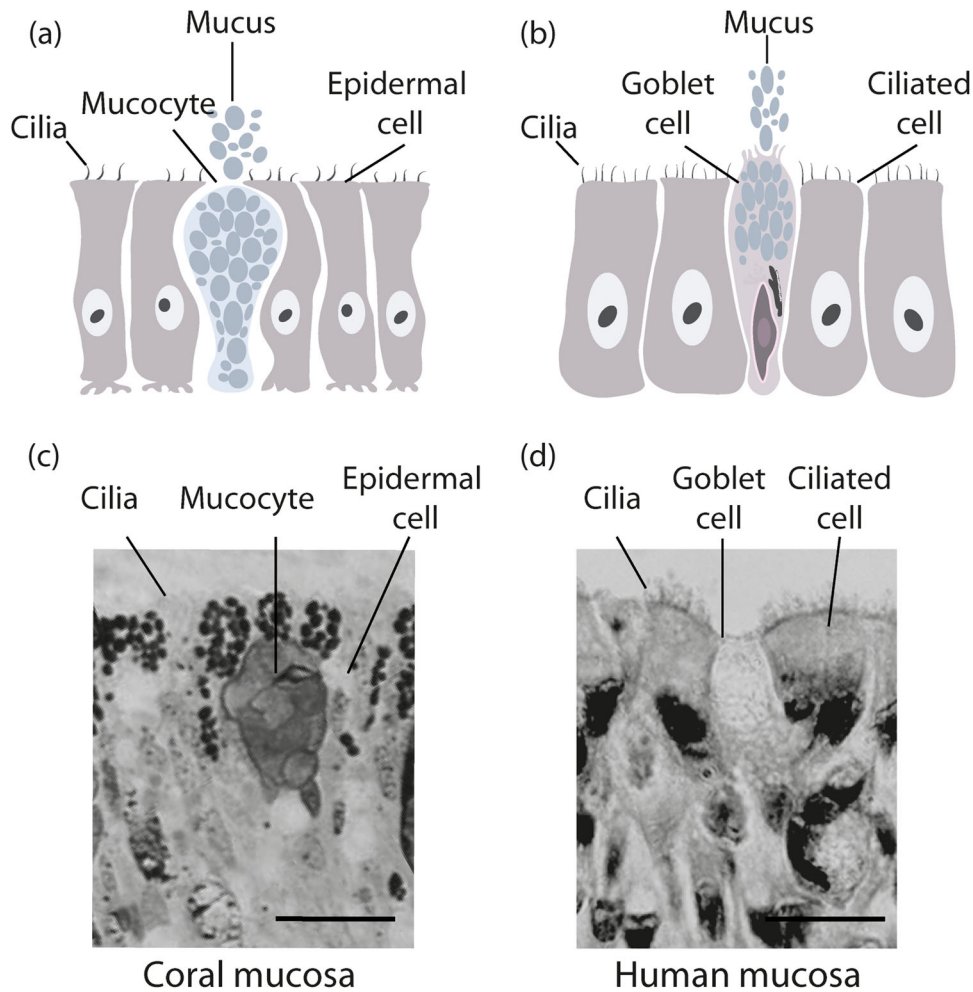 (a)
Mucus
Mucocyte
Epidermal
cell
Cilia
(b)
Mucus
Goblet
cell
Ciliated
cell
Cilia
(c)
Cilia
Mucocyte
Epidermal
cell
(d)
Cilia
Goblet
cell
Ciliated
cell
Coral mucosa
Human mucosa